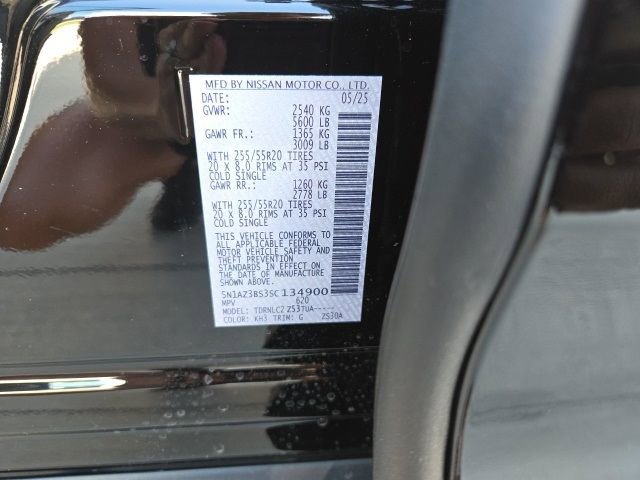 MFD BY NISSAN MOTOR CO., LTD.
DATE: 05/25
GVWR: 2540 KG
5600 LB
GAWR FR.: 1365 KG
3009 LB
WITH 255/55R20 TIRES
20 X 8.0 RIMS AT 35 PSI
COLD SINGLE
GAWR RR.: 1260 KG
2778 LB
WITH 255/55R20 TIRES
20 X 8.0 RIMS AT 35 PSI
COLD SINGLE
THIS VEHICLE CONFORMS TO
ALL APPLICABLE FEDERAL
MOTOR VEHICLE SAFETY AND
THEFT PREVENTION
STANDARDS IN EFFECT ON
THE DATE OF MANUFACTURE
SHOWN ABOVE.
5N1AZ3BS3SC134900
MPV 620
MODEL: TDRNLC2 Z53TUA-----
COLOR: KH3 TRIM: G ZS30A